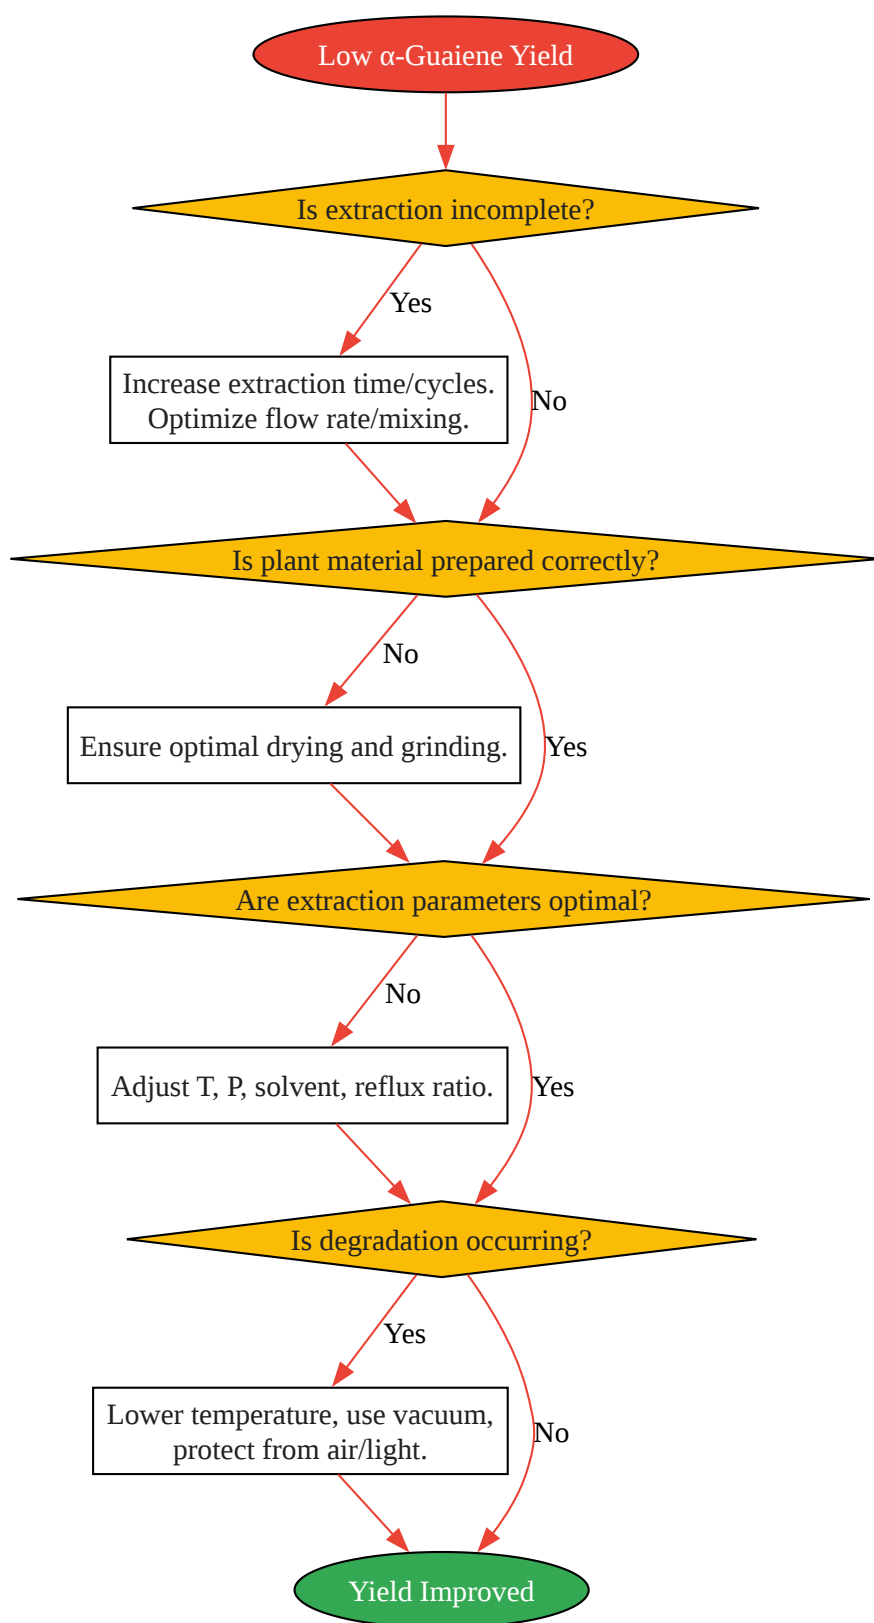 Low α-Guaiene Yield
Is extraction incomplete?
Yes
Increase extraction time/cycles.
Optimize flow rate/mixing.
No
Is plant material prepared correctly?
No
Ensure optimal drying and grinding.
Yes
Are extraction parameters optimal?
No
Adjust T, P, solvent, reflux ratio.
Yes
Is degradation occurring?
Yes
Lower temperature, use vacuum,
protect from air/light.
No
Yield Improved